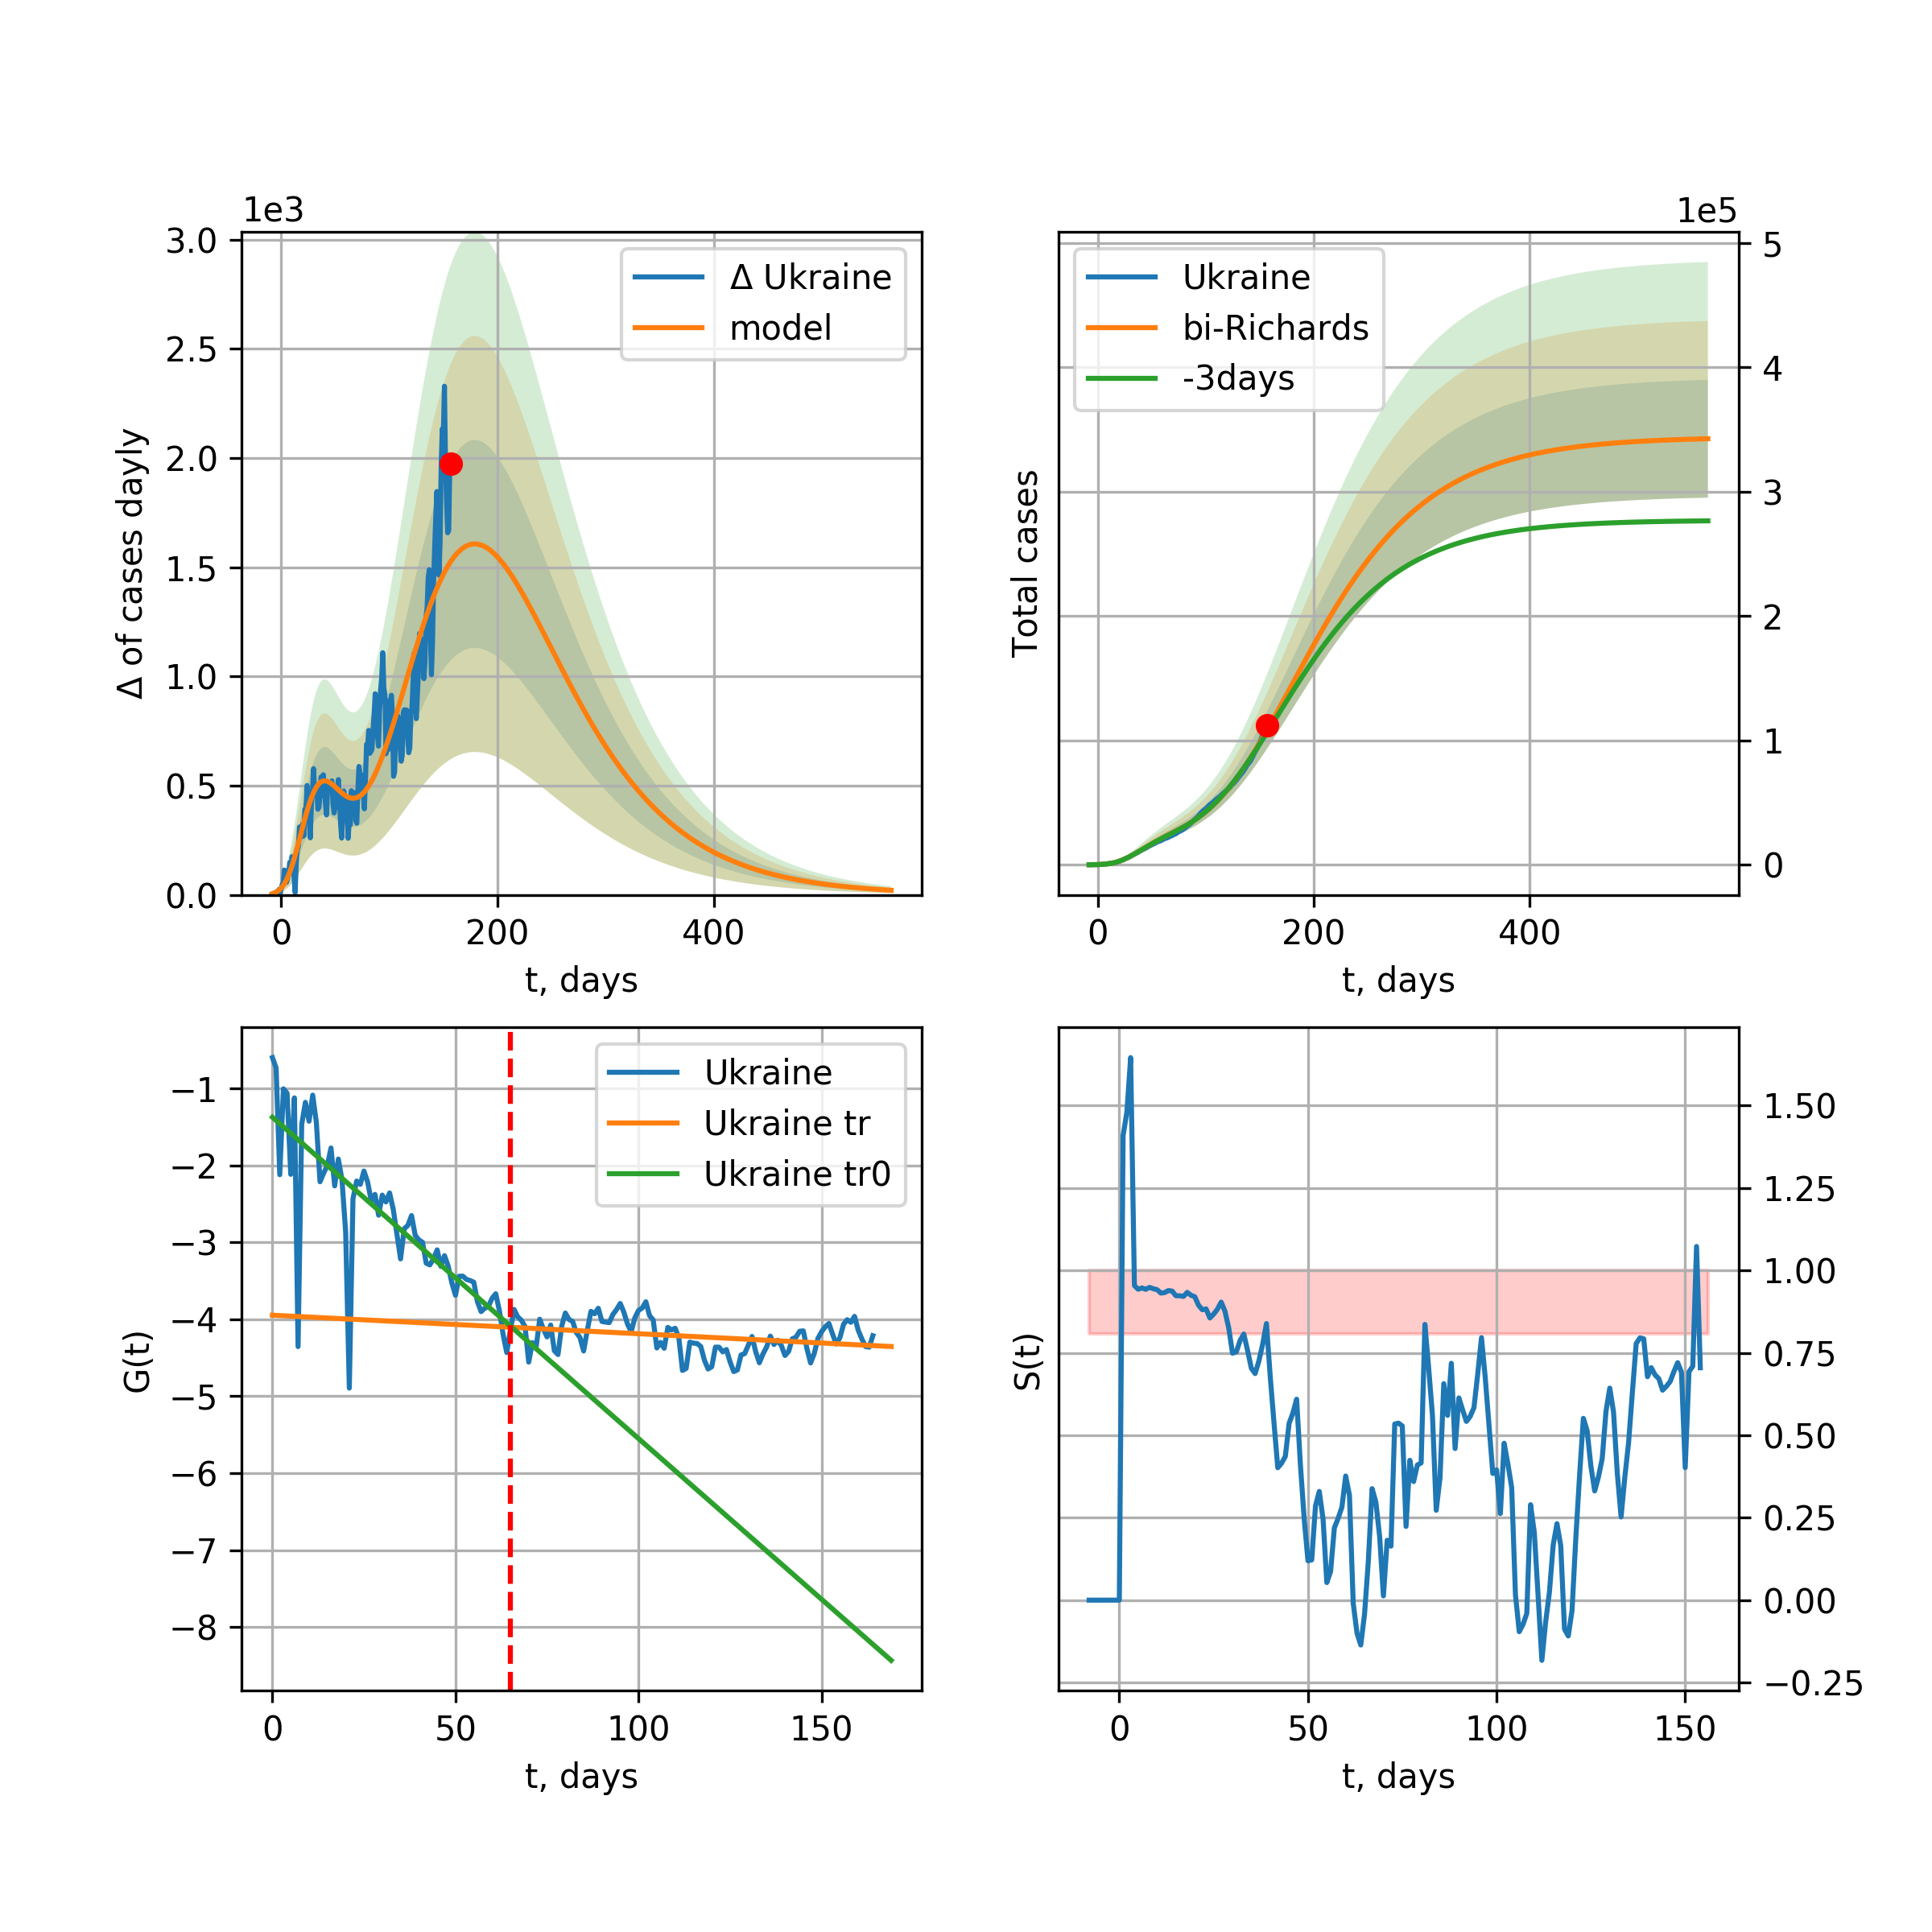 1e3
3.0
2.5
2.0
1.5
1.0
0.5
0.0
Δ of cases dayly
Δ Ukraine
model
0 200 400
t, days
1e5
5
4
3
2
1
0
Total cases
Ukraine
bi-Richards
-3days
0 200 400
t, days
−1
−2
−3
−4
−5
−6
−7
−8
G(t)
Ukraine
Ukraine tr
Ukraine tr0
0 50 100 150
t, days
1.50
1.25
1.00
0.75
0.50
0.25
0.00
−0.25
S(t)
0 50 100 150
t, days